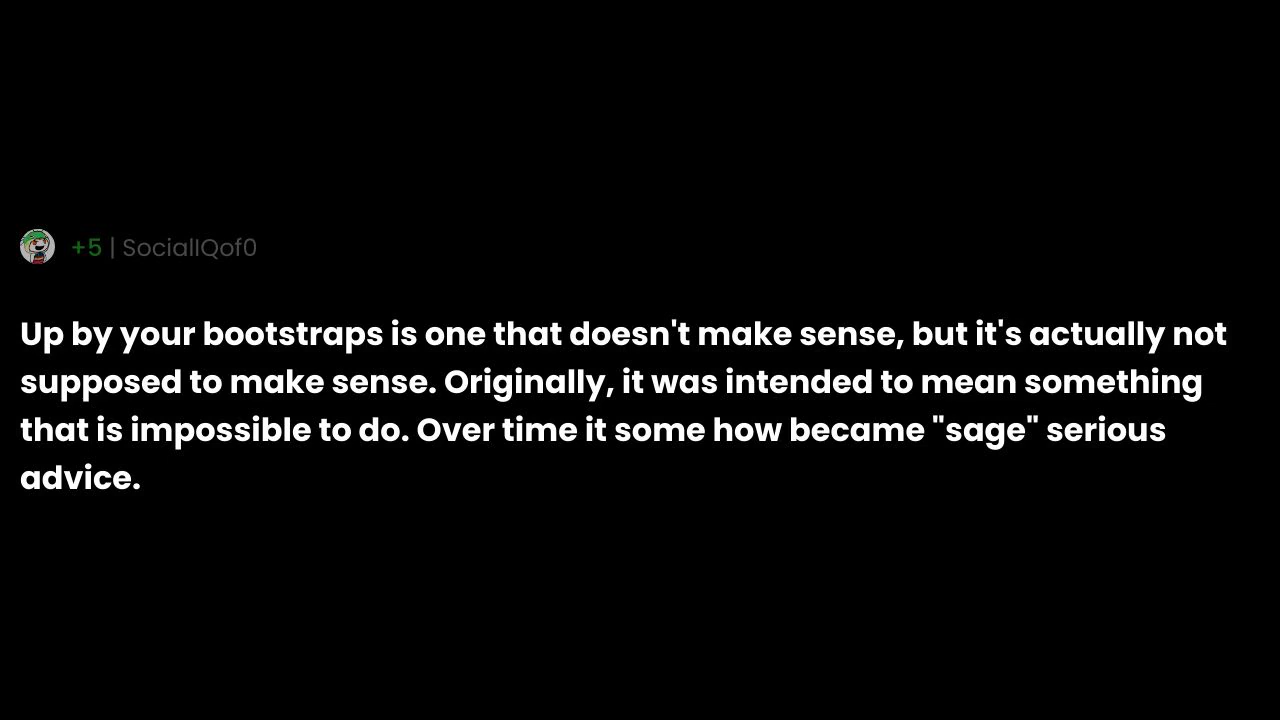 +5 | SocialIQof0
Up by your bootstraps is one that doesn't make sense, but it's actually not
supposed to make sense. Originally, it was intended to mean something
that is impossible to do. Over time it some how became "sage" serious
advice.